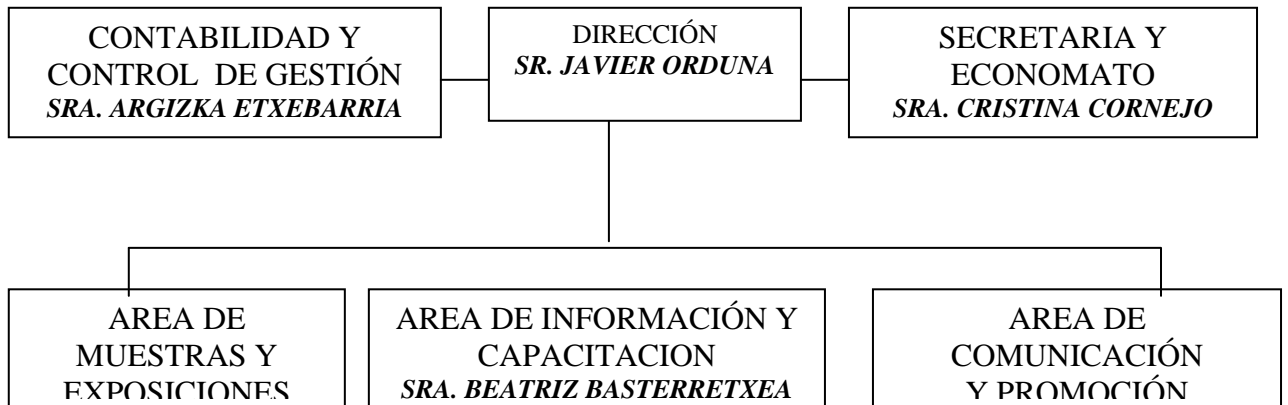 CONTABILIDAD Y
CONTROL DE GESTIÓN
SRA. ARGIZKA ETXEBARRIA
DIRECCIÓN
SR. JAVIER ORDUNA
SECRETARIA Y
ECONOMATO
SRA. CRISTINA CORNEJO
AREA DE
MUESTRAS Y
EXPOSICIONES
AREA DE INFORMACIÓN Y
CAPACITACION
SRA. BEATRIZ BASTERRETXEA
AREA DE
COMUNICACIÓN
Y PROMOCIÓN